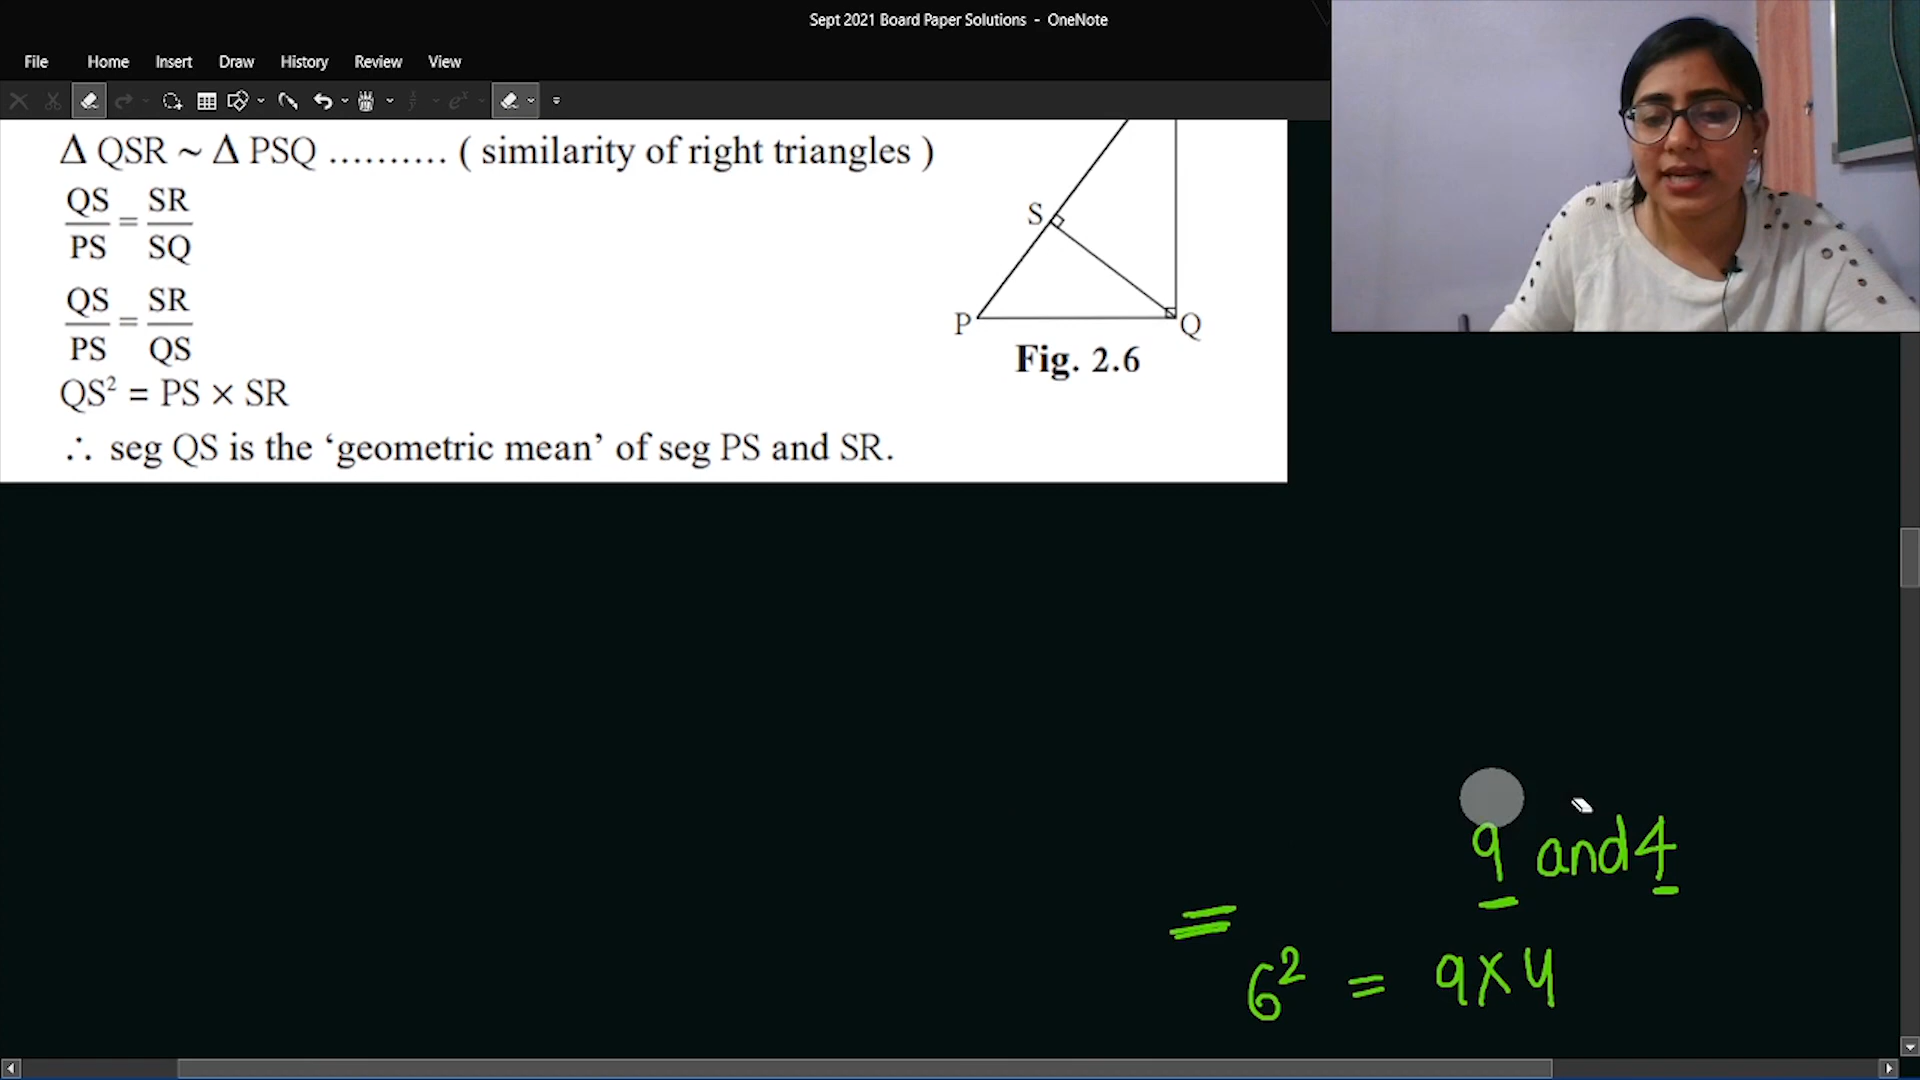 Sept 2021 Board Paper Solutions - OneNote
File Home Insert Draw History Review View
Δ QSR ~ Δ PSQ .......... ( similarity of right triangles )
QS/PS = SR/SQ
QS/PS = SR/QS
QS² = PS × SR
∴ seg QS is the ‘geometric mean’ of seg PS and SR.
S
P
Q
Fig. 2.6
9 and 4
=
6² = 9 x 4